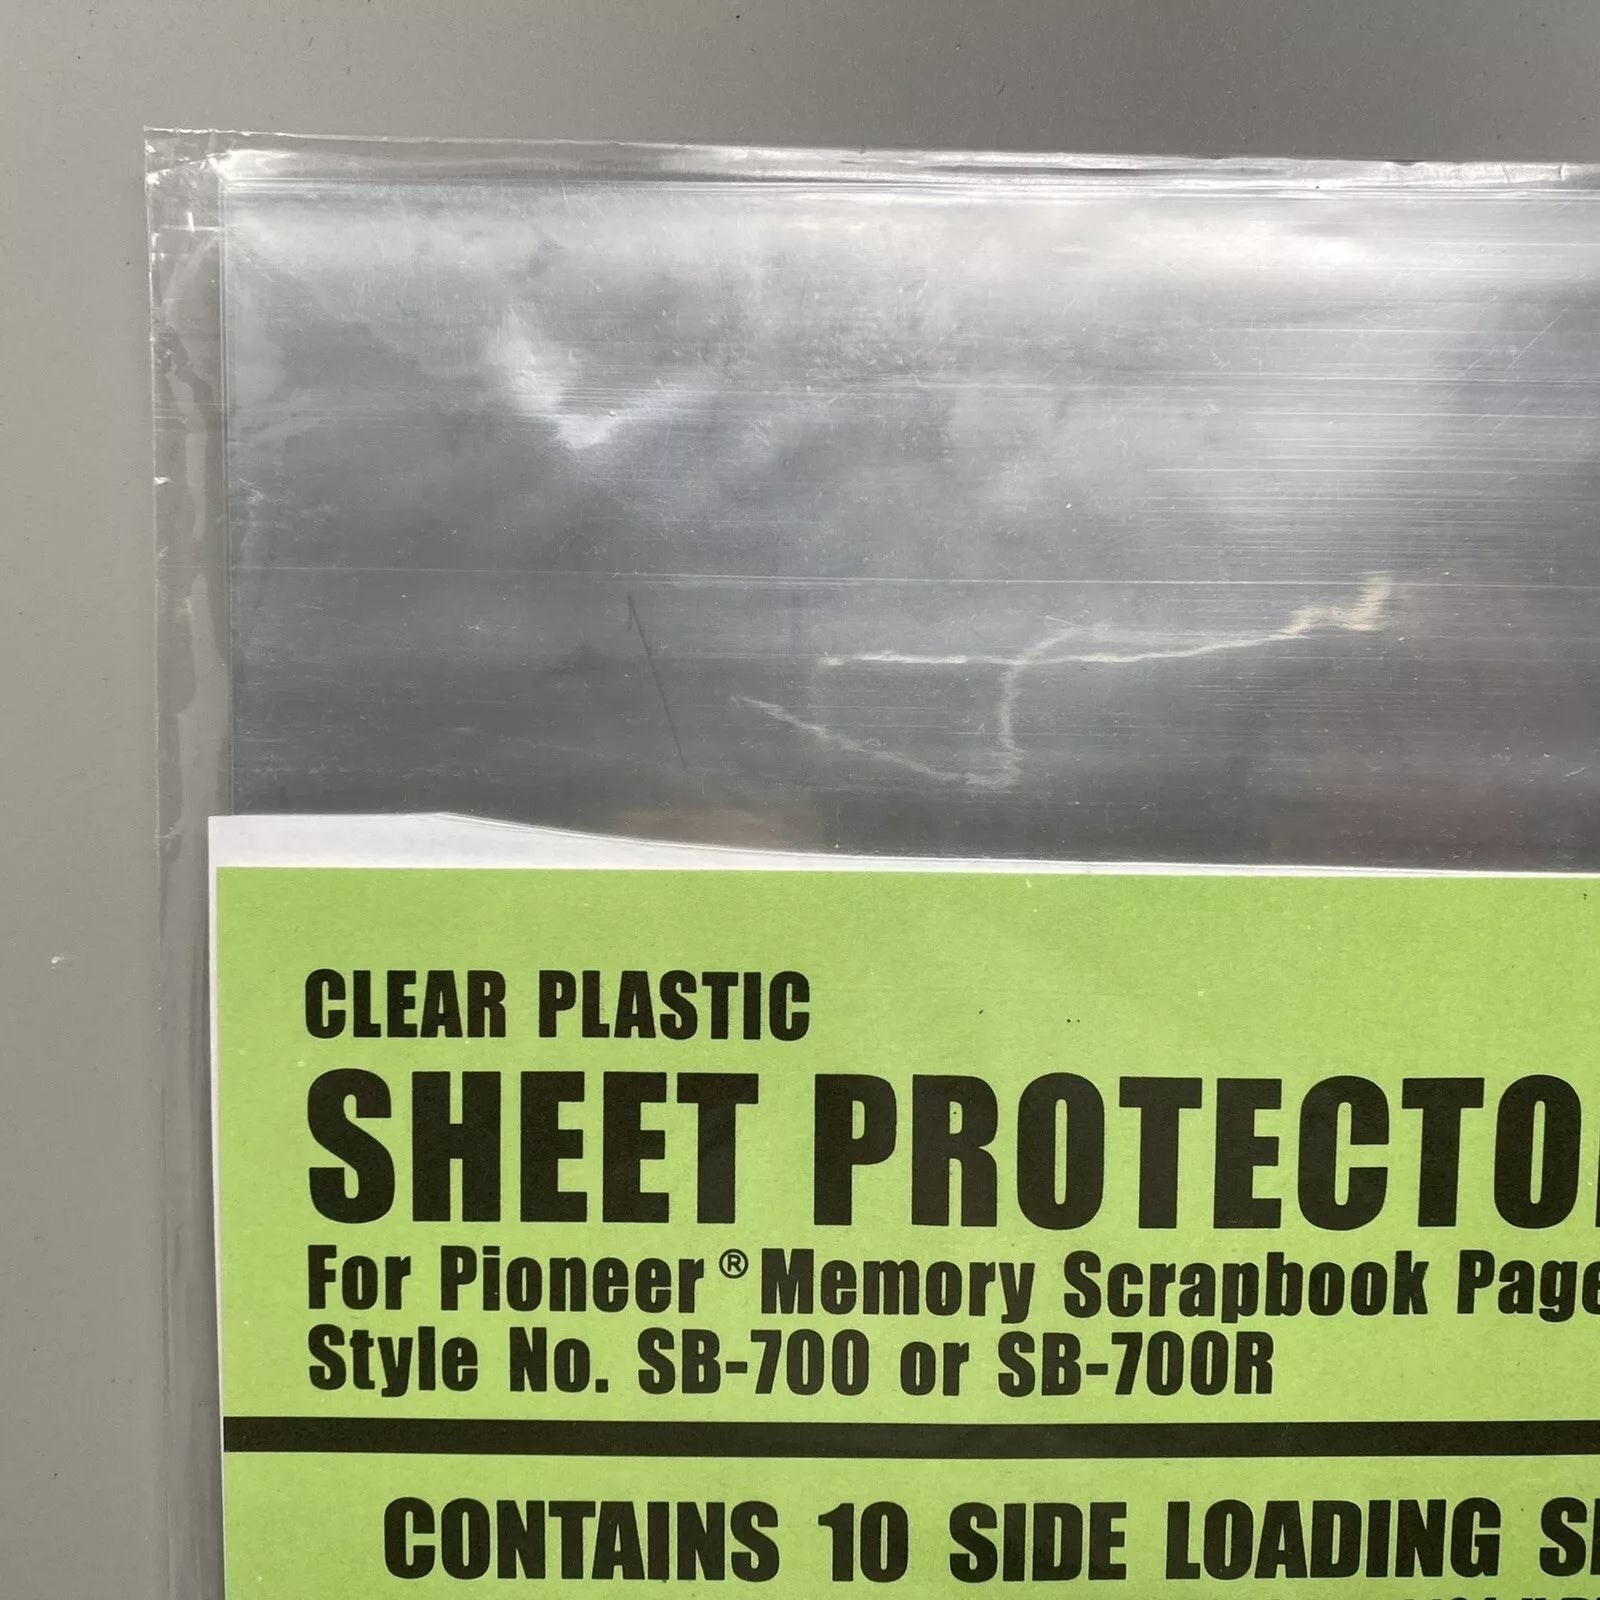 CLEAR PLASTIC
SHEET PROTECTO
For Pioneer® Memory Scrapbook Page
Style No. SB-700 or SB-700R
CONTAINS 10 SIDE LOADING